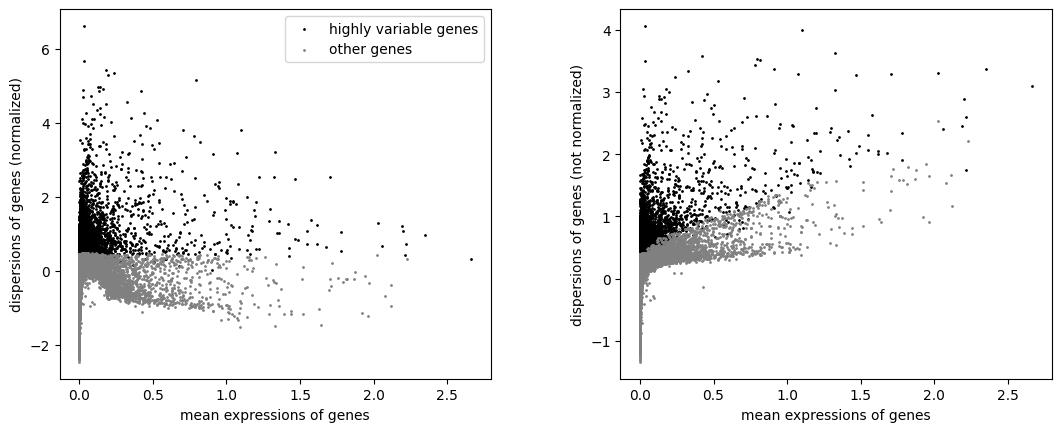 highly variable genes
other genes
dispersions of genes (normalized)
6
4
2
0
−2
0.0 0.5 1.0 1.5 2.0 2.5
mean expressions of genes
dispersions of genes (not normalized)
4
3
2
1
0
−1
0.0 0.5 1.0 1.5 2.0 2.5
mean expressions of genes